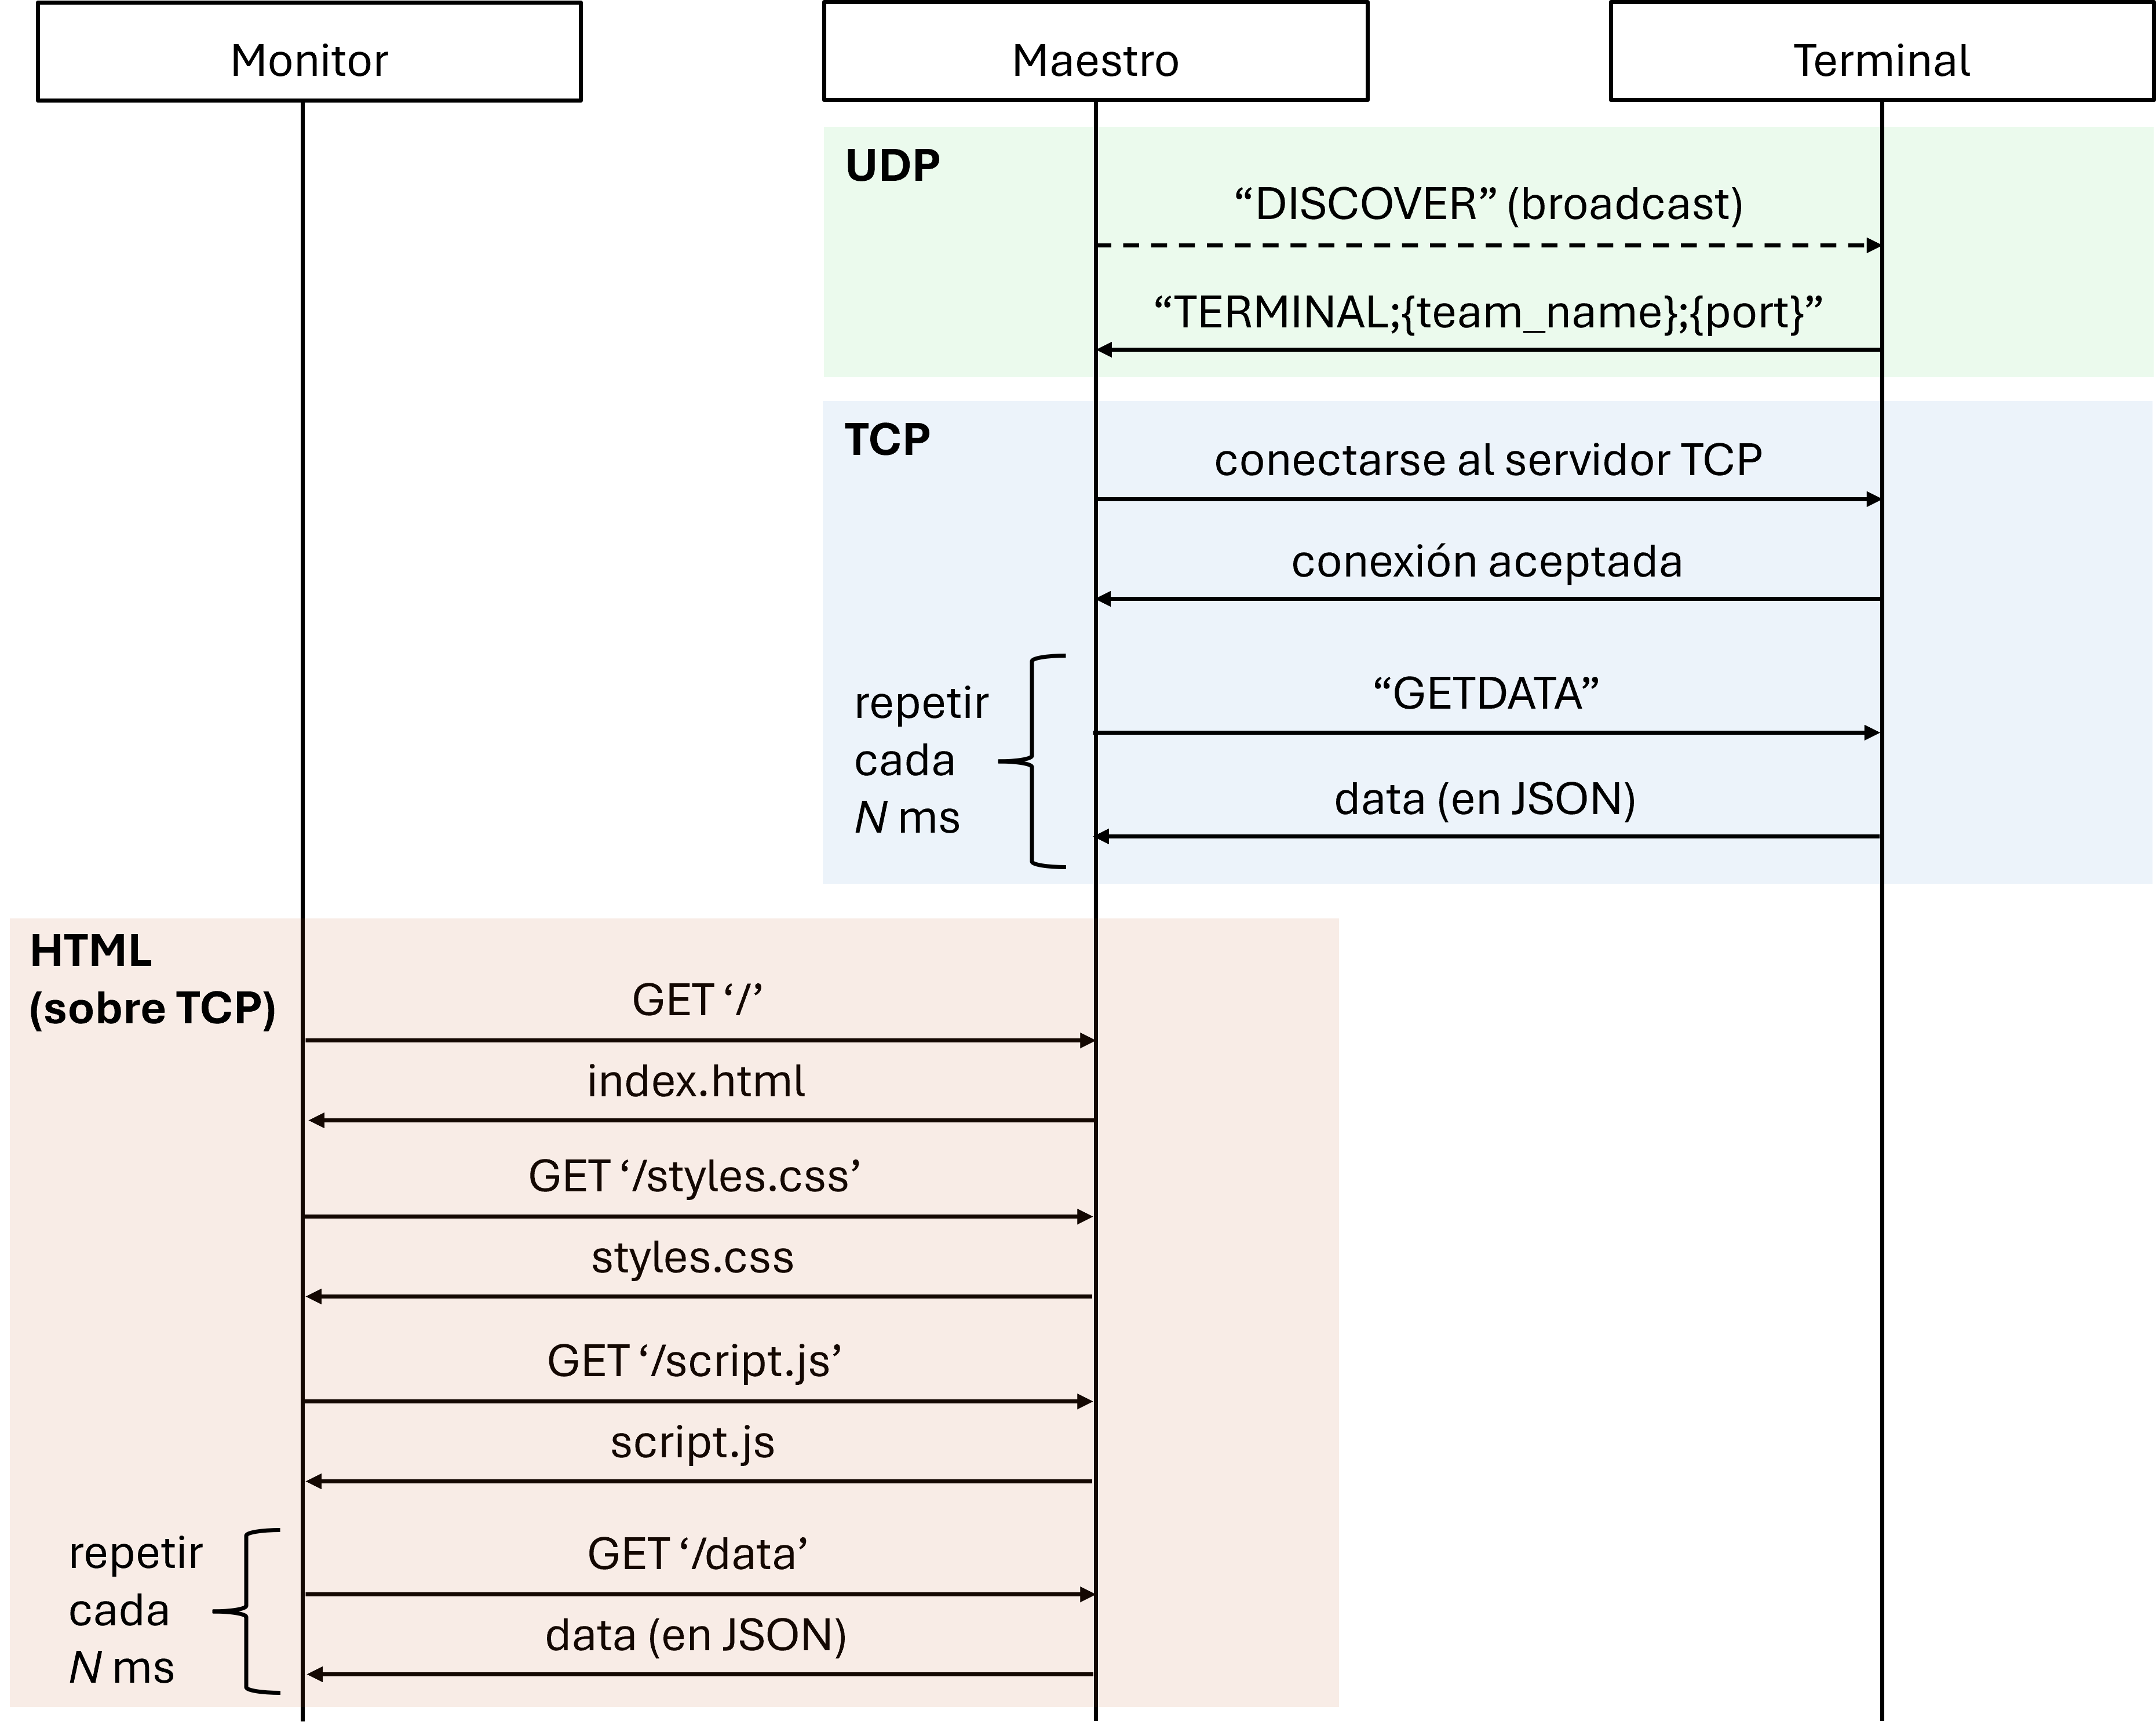 Monitor
Maestro
Terminal
UDP
“DISCOVER” (broadcast)
“TERMINAL;{team_name};{port}”
TCP
conectarse al servidor TCP
conexión aceptada
repetir
cada
N ms
“GETDATA”
data (en JSON)
HTML
(sobre TCP)
GET ‘/’
index.html
GET ‘/styles.css’
styles.css
GET ‘/script.js’
script.js
repetir
cada
N ms
GET ‘/data’
data (en JSON)